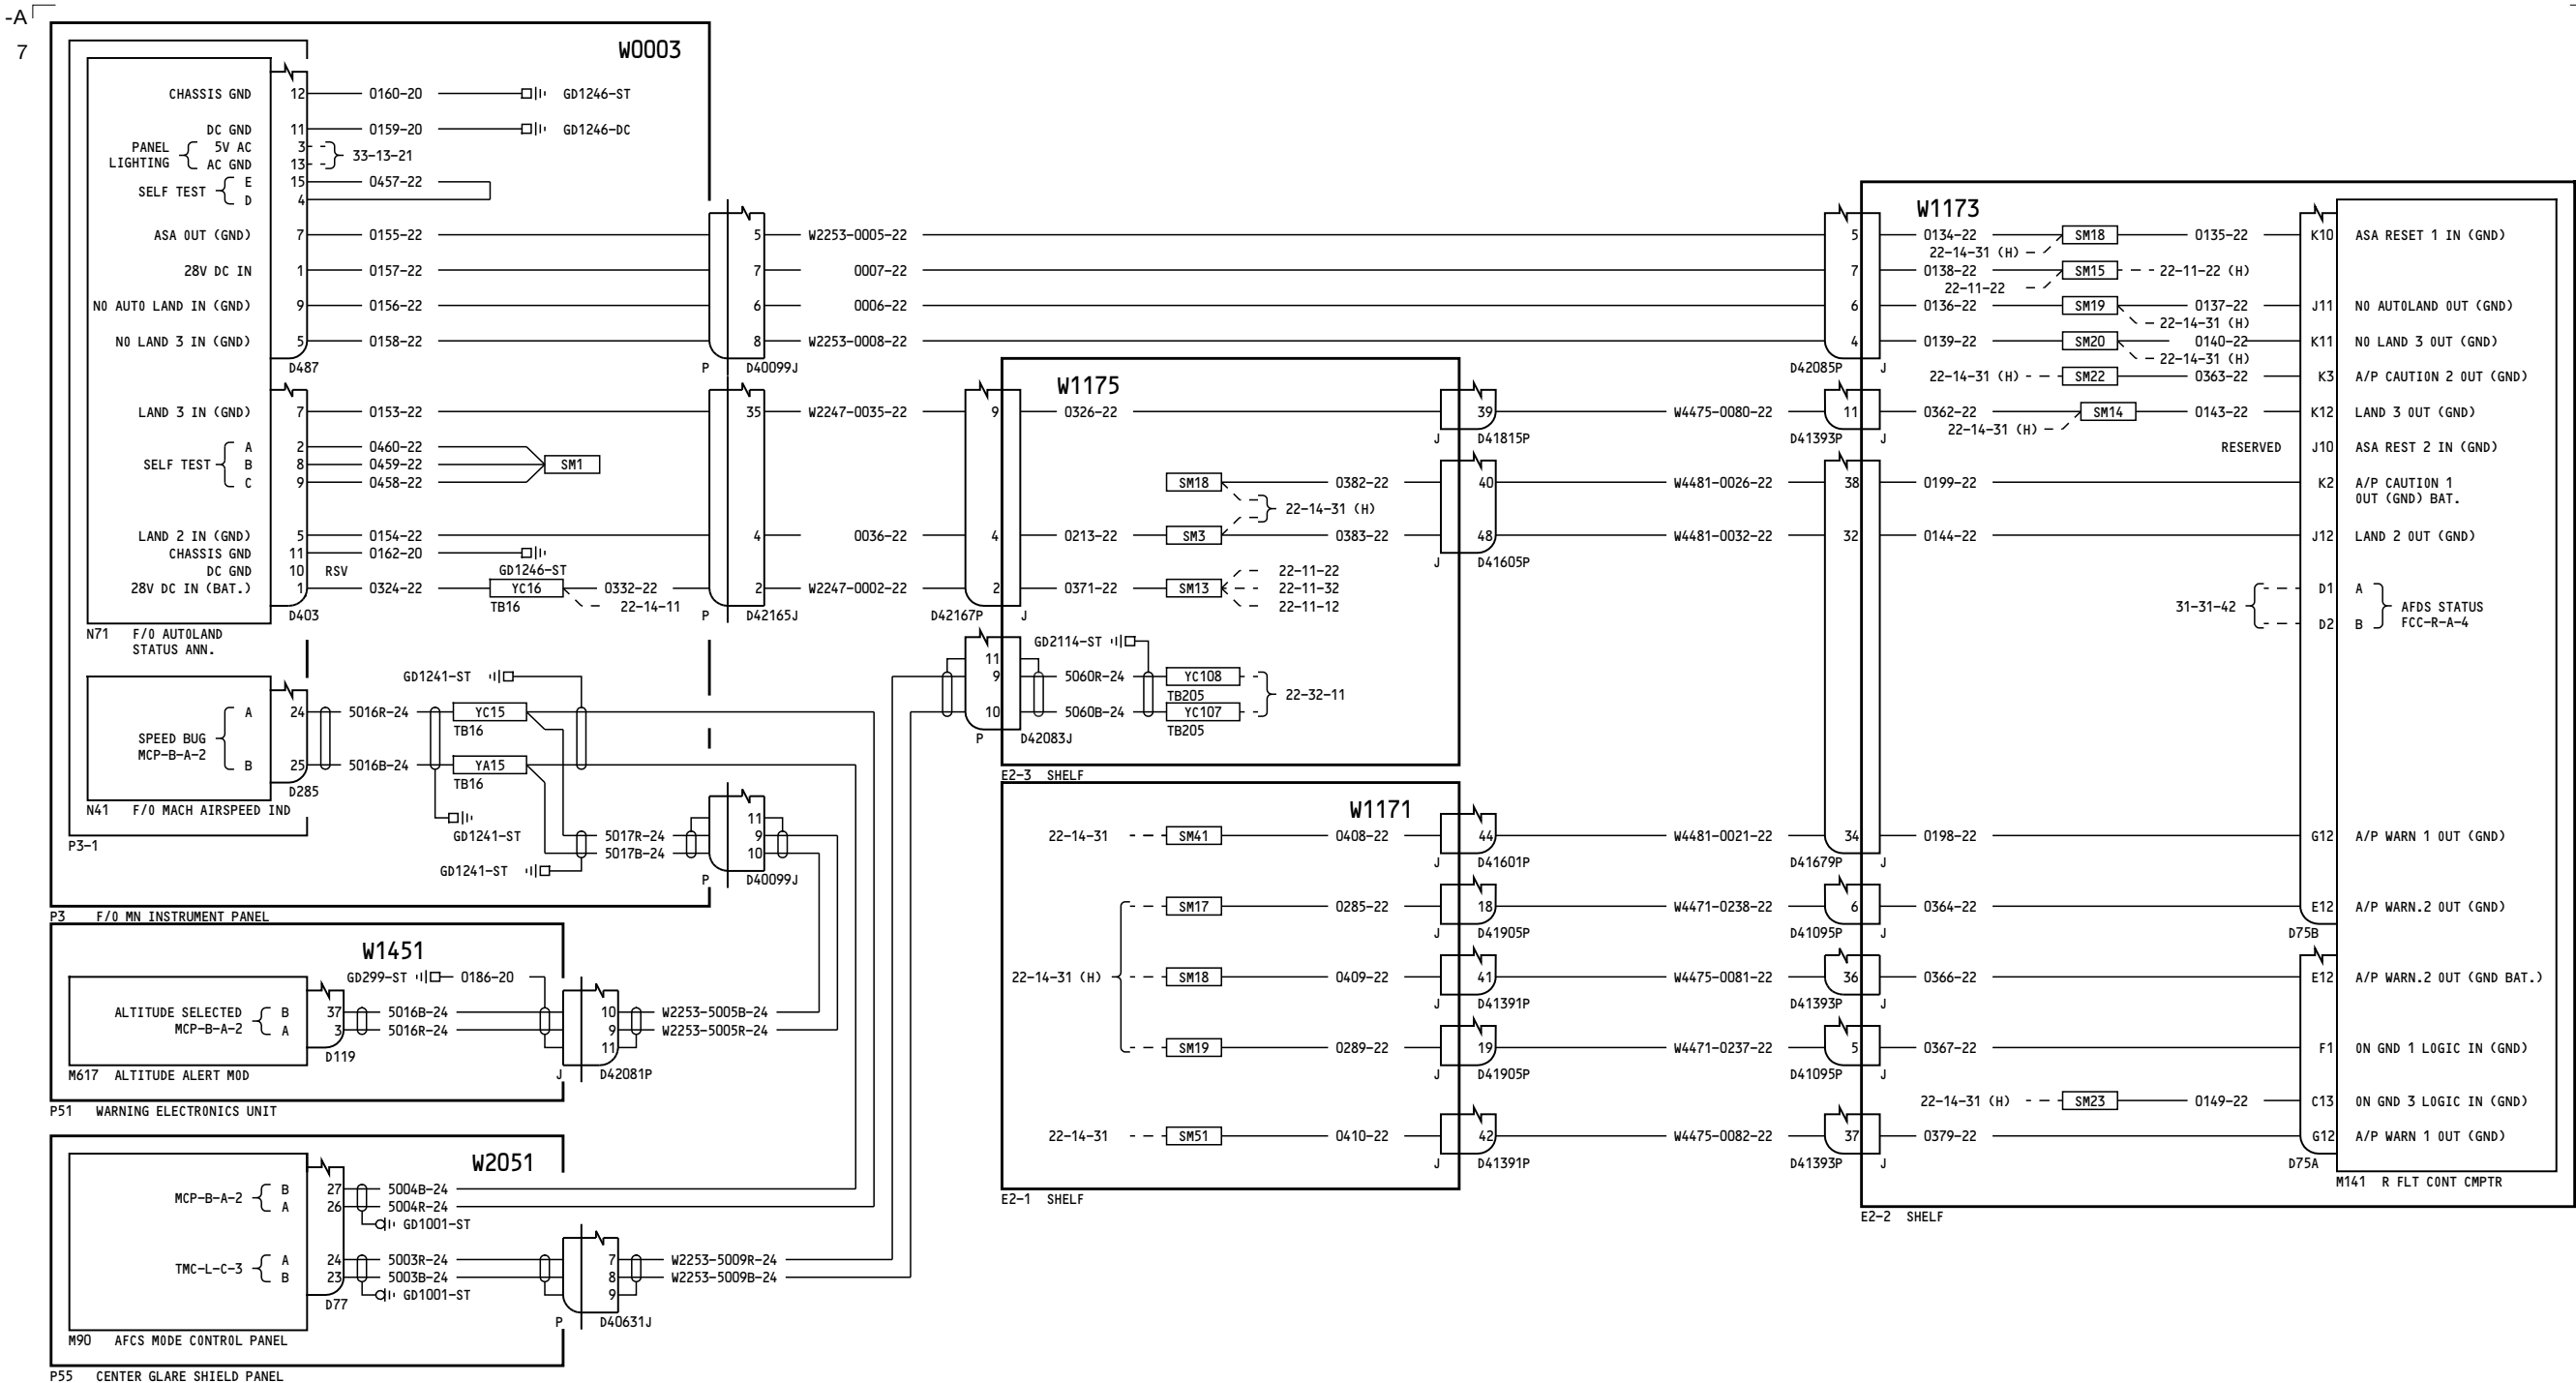 -A
7
W0003
CHASSIS GND 12 0160-20 GD1246-ST
DC GND 11 0159-20 GD1246-DC
PANEL LIGHTING 5V AC 3 33-13-21
AC GND 13
SELF TEST E 15 0457-22
D 4
ASA OUT (GND) 7 0155-22 5 W2253-0005-22
28V DC IN 1 0157-22 7 0007-22
NO AUTO LAND IN (GND) 9 0156-22 6 0006-22
NO LAND 3 IN (GND) 5 0158-22 8 W2253-0008-22
D487 P D40099J
LAND 3 IN (GND) 7 0153-22 35 W2247-0035-22
SELF TEST A 2 0460-22
B 8 0459-22 SM1
C 9 0458-22
LAND 2 IN (GND) 5 0154-22 4 0036-22
CHASSIS GND 11 0162-20 GD1246-ST
DC GND 10 RSV
28V DC IN (BAT.) 1 0324-22 YC16 0332-22 2 W2247-0002-22
TB16 22-14-11
D403 P D42165J
N71 F/O AUTOLAND
STATUS ANN.
GD1241-ST
SPEED BUG
MCP-B-A-2
A 24 5016R-24 YC15
TB16
B 25 5016B-24 YA15
TB16
D285
N41 F/O MACH AIRSPEED IND
GD1241-ST
P3-1
11
5017R-24 9
5017B-24 10
GD1241-ST
P D40099J
P3 F/O MN INSTRUMENT PANEL
W1451
GD299-ST 0186-20
ALTITUDE SELECTED
MCP-B-A-2
B 37 5016B-24 10 W2253-5005B-24
A 3 5016R-24 9 W2253-5005R-24
11
D119 J D42081P
M617 ALTITUDE ALERT MOD
P51 WARNING ELECTRONICS UNIT
W2051
MCP-B-A-2 B 27 5004B-24
A 26 5004R-24
GD1001-ST
TMC-L-C-3 A 24 5003R-24 7 W2253-5009R-24
B 23 5003B-24 8 W2253-5009B-24
GD1001-ST 9
D77 P D40631J
M90 AFCS MODE CONTROL PANEL
P55 CENTER GLARE SHIELD PANEL
W1175
9 0326-22 39 W4475-0080-22 11
J D41815P D41393P J
SM18 0382-22 40 W4481-0026-22 38
22-14-31 (H)
4 0213-22 SM3 0383-22 48 W4481-0032-22 32
J D41605P
2 0371-22 SM13 22-11-22
22-11-32
22-11-12
D42167P J
GD2114-ST
11
9 5060R-24 YC108
TB205
22-32-11
10 5060B-24 YC107
TB205
P D42083J
E2-3 SHELF
W1171
22-14-31 SM41 0408-22 44 W4481-0021-22 34
J D41601P D41679P J
SM17 0285-22 18 W4471-0238-22 6
J D41905P D41095P J
22-14-31 (H) SM18 0409-22 41 W4475-0081-22 36
J D41391P D41393P J
SM19 0289-22 19 W4471-0237-22 5
J D41905P D41095P J
22-14-31 SM51 0410-22 42 W4475-0082-22 37
J D41391P D41393P J
E2-1 SHELF
W1173
5 0134-22 SM18 0135-22 K10 ASA RESET 1 IN (GND)
22-14-31 (H)
7 0138-22 SM15 22-11-22 (H)
22-11-22
6 0136-22 SM19 0137-22 J11 NO AUTOLAND OUT (GND)
22-14-31 (H)
4 0139-22 SM20 0140-22 K11 NO LAND 3 OUT (GND)
22-14-31 (H)
D42085P J
22-14-31 (H) SM22 0363-22 K3 A/P CAUTION 2 OUT (GND)
0362-22 SM14 0143-22 K12 LAND 3 OUT (GND)
22-14-31 (H)
RESERVED J10 ASA REST 2 IN (GND)
0199-22 K2 A/P CAUTION 1
OUT (GND) BAT.
0144-22 J12 LAND 2 OUT (GND)
31-31-42 D1 A AFDS STATUS
D2 B FCC-R-A-4
0198-22 G12 A/P WARN 1 OUT (GND)
0364-22 E12 A/P WARN.2 OUT (GND)
D75B
0366-22 E12 A/P WARN.2 OUT (GND BAT.)
0367-22 F1 ON GND 1 LOGIC IN (GND)
22-14-31 (H) SM23 0149-22 C13 ON GND 3 LOGIC IN (GND)
0379-22 G12 A/P WARN 1 OUT (GND)
D75A
M141 R FLT CONT CMPTR
E2-2 SHELF